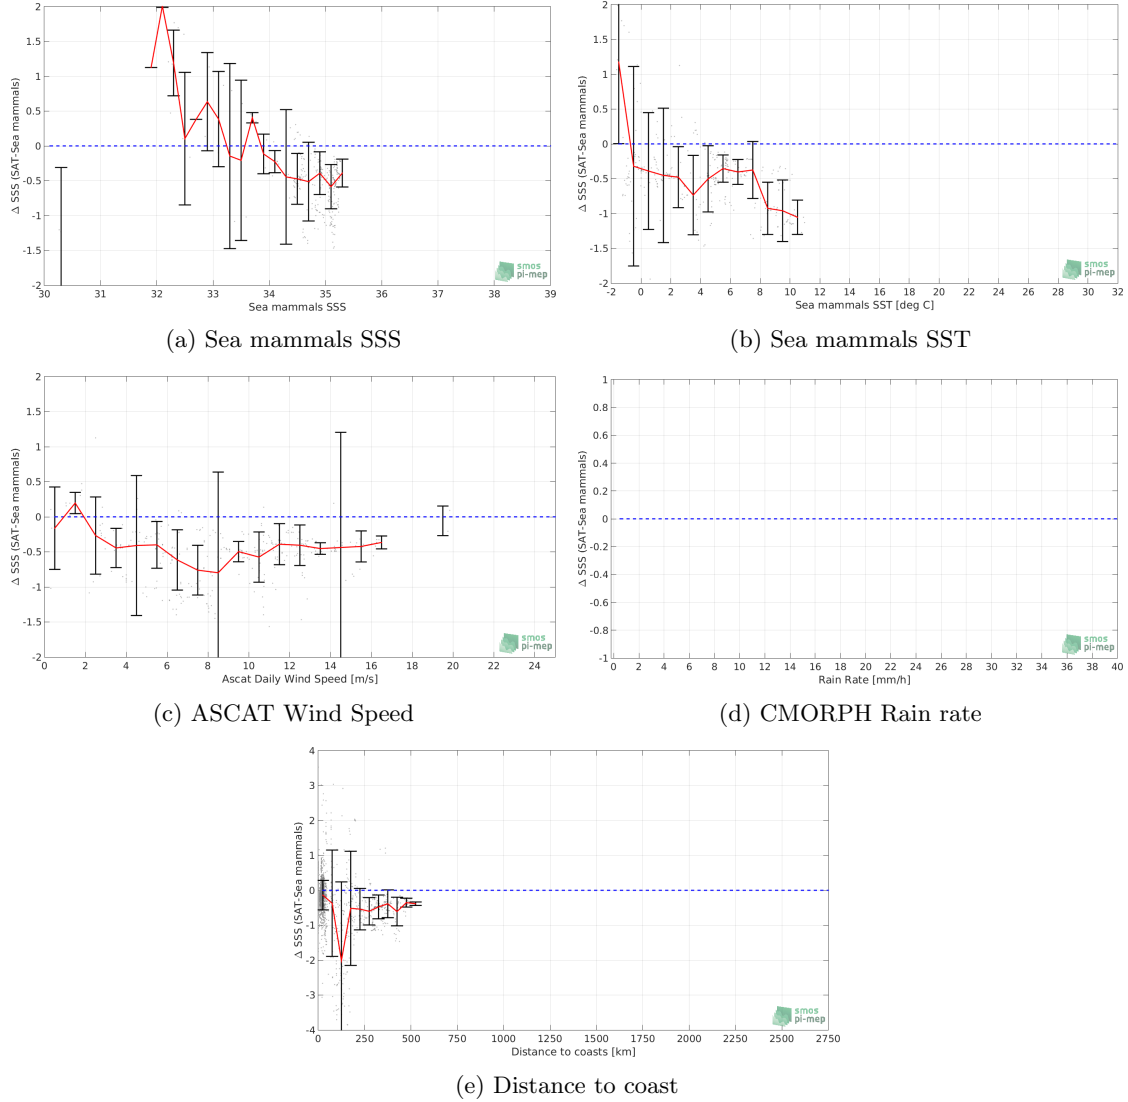 2
1.5
1
0.5
0
-0.5
-1
-1.5
-2
Δ SSS (SAT-Sea mammals)
30 31 32 33 34 35 36 37 38 39
Sea mammals SSS
smos
pi-mep
(a) Sea mammals SSS
2
1.5
1
0.5
0
-0.5
-1
-1.5
-2
Δ SSS (SAT-Sea mammals)
-2 0 2 4 6 8 10 12 14 16 18 20 22 24 26 28 30 32
Sea mammals SST [deg C]
smos
pi-mep
(b) Sea mammals SST
2
1.5
1
0.5
0
-0.5
-1
-1.5
-2
Δ SSS (SAT-Sea mammals)
0 2 4 6 8 10 12 14 16 18 20 22 24
Ascat Daily Wind Speed [m/s]
smos
pi-mep
(c) ASCAT Wind Speed
1
0.8
0.6
0.4
0.2
0
-0.2
-0.4
-0.6
-0.8
-1
Δ SSS (SAT-Sea mammals)
0 2 4 6 8 10 12 14 16 18 20 22 24 26 28 30 32 34 36 38 40
Rain Rate [mm/h]
smos
pi-mep
(d) CMORPH Rain rate
4
3
2
1
0
-1
-2
-3
-4
Δ SSS (SAT-Sea mammals)
0 250 500 750 1000 1250 1500 1750 2000 2250 2500 2750
Distance to coasts [km]
smos
pi-mep
(e) Distance to coast